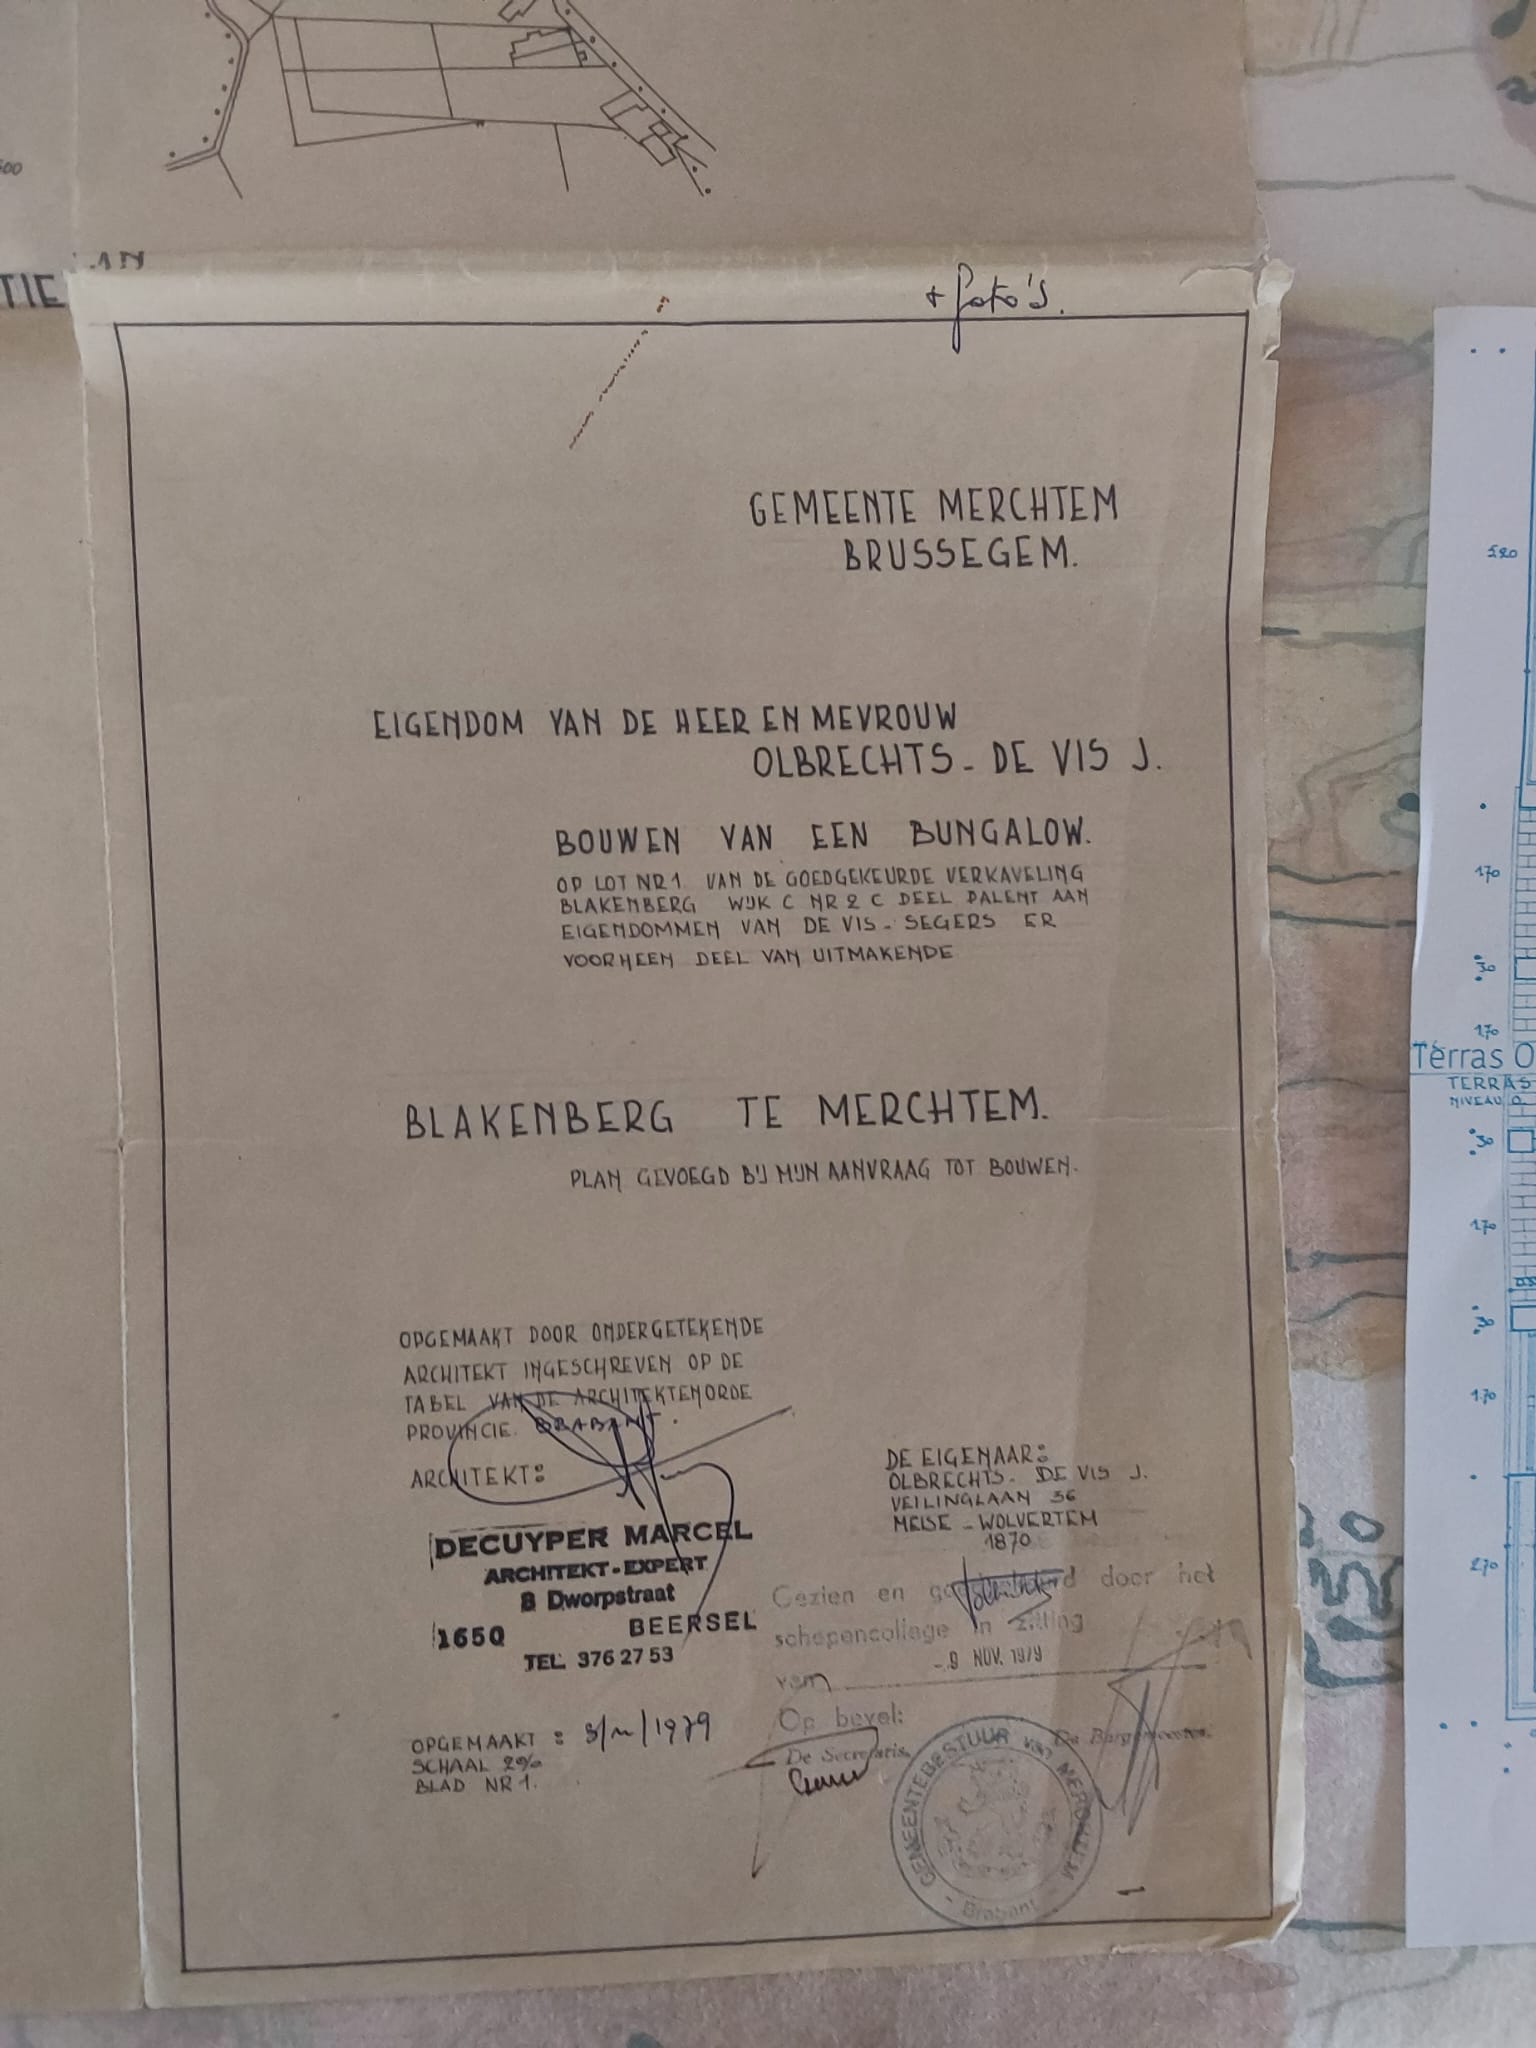 TIE
+ foto's.
GEMEENTE MERCHTEM
BRUSSEGEM.
EIGENDOM VAN DE HEER EN MEVROUW
OLBRECHTS - DE VIS J.
BOUWEN VAN EEN BUNGALOW.
OP LOT NR 1. VAN DE GOEDGEKEURDE VERKAVELING
BLAKENBERG WIJK C NR 2 C DEEL PALENT AAN
EIGENDOMMEN VAN DE VIS - SEGERS ER
VOORHEEN DEEL VAN UITMAKENDE
BLAKENBERG TE MERCHTEM.
PLAN GEVOEGD BIJ MIJN AANVRAAG TOT BOUWEN.
OPGEMAAKT DOOR ONDERGETEKENDE
ARCHITEKT INGESCHREVEN OP DE
TABEL VAN DE ARCHITEKTENORDE
PROVINCIE BRABANT.
ARCHITEKT:
DECUYPER MARCEL
ARCHITEKT-EXPERT
8 Dworpstraat
1650 BEERSEL
TEL. 376 27 53
OPGEMAAKT : /1979
SCHAAL 2%
BLAD NR 1.
DE EIGENAAR:
OLBRECHTS - DE VIS J.
VEILINGLAAN 36
MEISE - WOLVERTEM
1870
Gezien en goedgekeurd door het
schepencollege in zitting
van -9 NOV. 1979
Op bevel:
De Secretaris, De Burgemeester,
GEMEENTEBESTUUR van MERCHTEM
- Brabant -
1
520
170
30
170
Terras O
TERRAS
NIVEAU
30
170
30
170
270